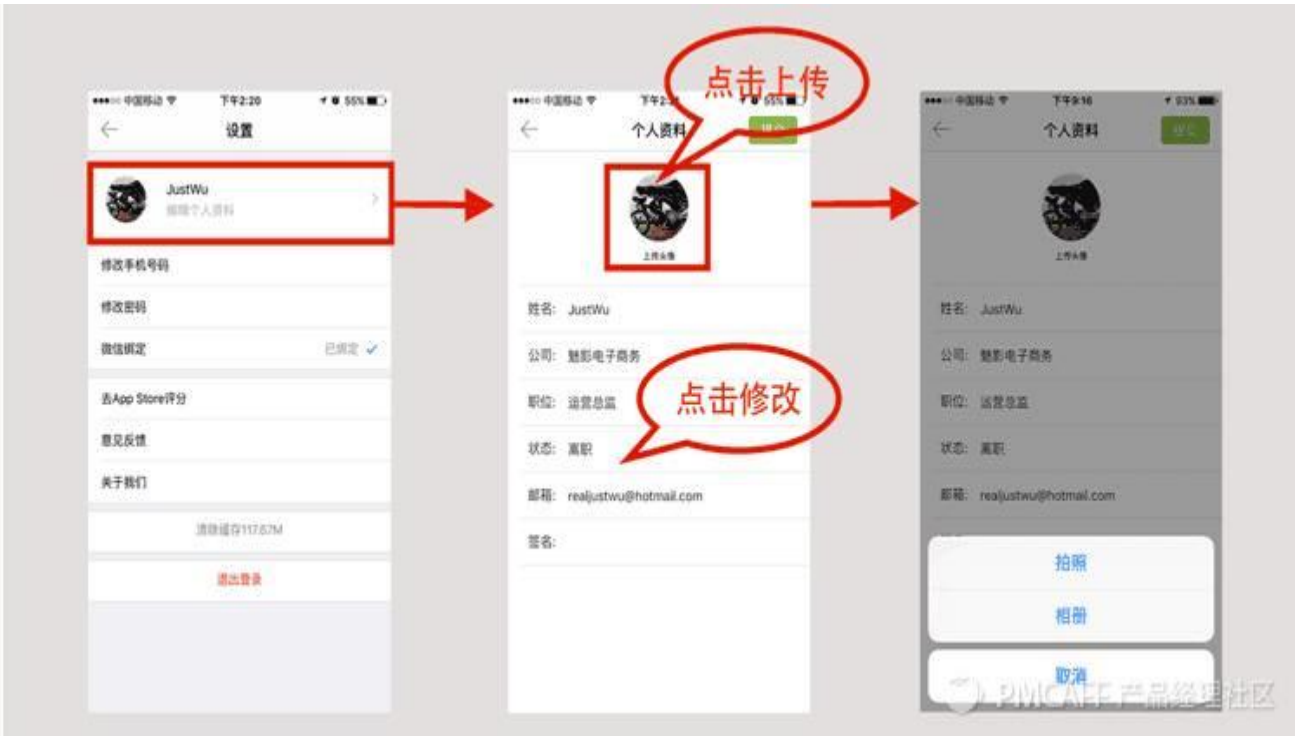 中国移动 下午2:20 55%
设置
JustWu
编辑个人资料
修改手机号码
修改密码
微信绑定 已绑定
去App Store评分
意见反馈
关于我们
清除缓存117.67M
退出登录
中国移动 下午2:2 55%
个人资料
点击上传
上传头像
姓名: JustWu
公司: 魅影电子商务
职位: 运营总监
点击修改
状态: 离职
邮箱: realjustwu@hotmail.com
签名:
中国移动 下午9:16 93%
个人资料 提交
上传头像
姓名: JustWu
公司: 魅影电子商务
职位: 运营总监
状态: 离职
邮箱: realjustwu@hotmail.com
拍照
相册
取消
PMCAFF 产品经理社区